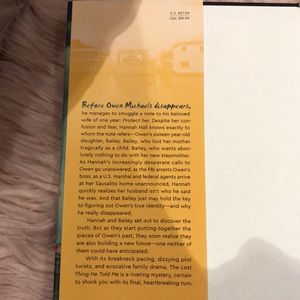 U.S. $27.00
Can. $36.00
Before Owen Michaels disappears,
he manages to smuggle a note to his beloved
wife of one year: Protect her. Despite her con-
fusion and fear, Hannah Hall knows exactly to
whom the note refers—Owen's sixteen-year-old
daughter, Bailey. Bailey, who lost her mother
tragically as a child. Bailey, who wants abso-
lutely nothing to do with her new stepmother.
As Hannah's increasingly desperate calls to
Owen go unanswered, as the FBI arrests Owen's
boss, as a U.S. marshal and federal agents arrive
at her Sausalito home unannounced, Hannah
quickly realizes her husband isn't who he said
he was. And that Bailey just may hold the key
to figuring out Owen's true identity—and why
he really disappeared.
Hannah and Bailey set out to discover the
truth. But as they start putting together the
pieces of Owen's past, they soon realize they
are also building a new future—one neither of
them could have anticipated.
With its breakneck pacing, dizzying plot
twists, and evocative family drama, The Last
Thing He Told Me is a riveting mystery, certain
to shock you with its final, heartbreaking turn.